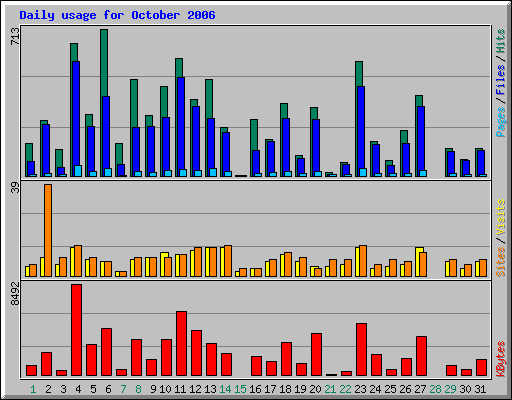 Daily usage for October 2006
713
Pages / Files / Hits
39
Sites / Visits
8492
KBytes
1 2 3 4 5 6 7 8 9 10 11 12 13 14 15 16 17 18 19 20 21 22 23 24 25 26 27 28 29 30 31